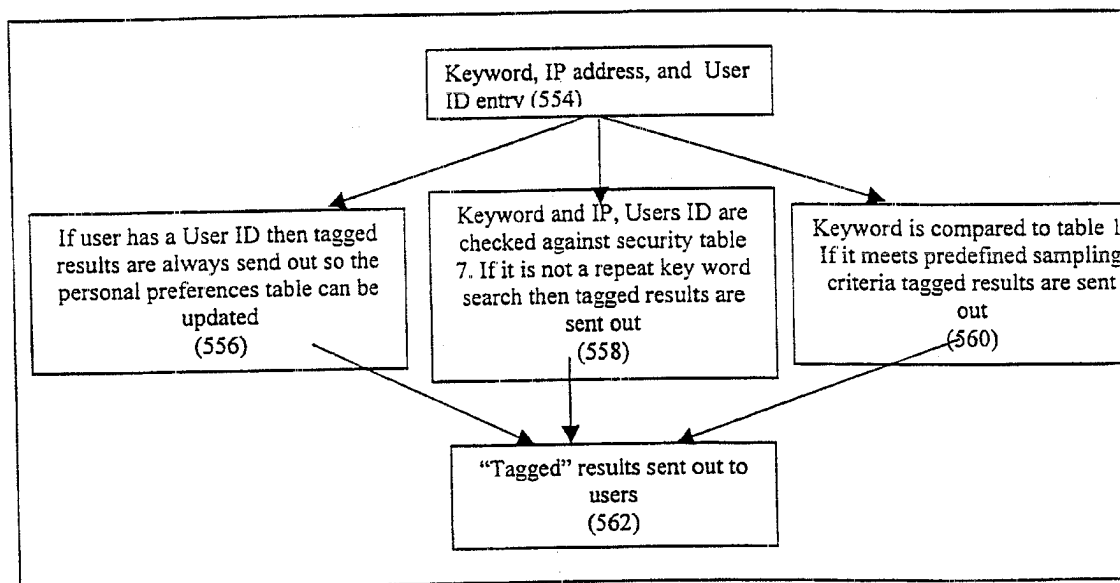 Keyword, IP address, and User
ID entry (554)
If user has a User ID then tagged
results are always send out so the
personal preferences table can be
updated
(556)
Keyword and IP, Users ID are
checked against security table
7. If it is not a repeat key word
search then tagged results are
sent out
(558)
Keyword is compared to table 1
If it meets predefined sampling
criteria tagged results are sent
out
(560)
“Tagged” results sent out to
users
(562)